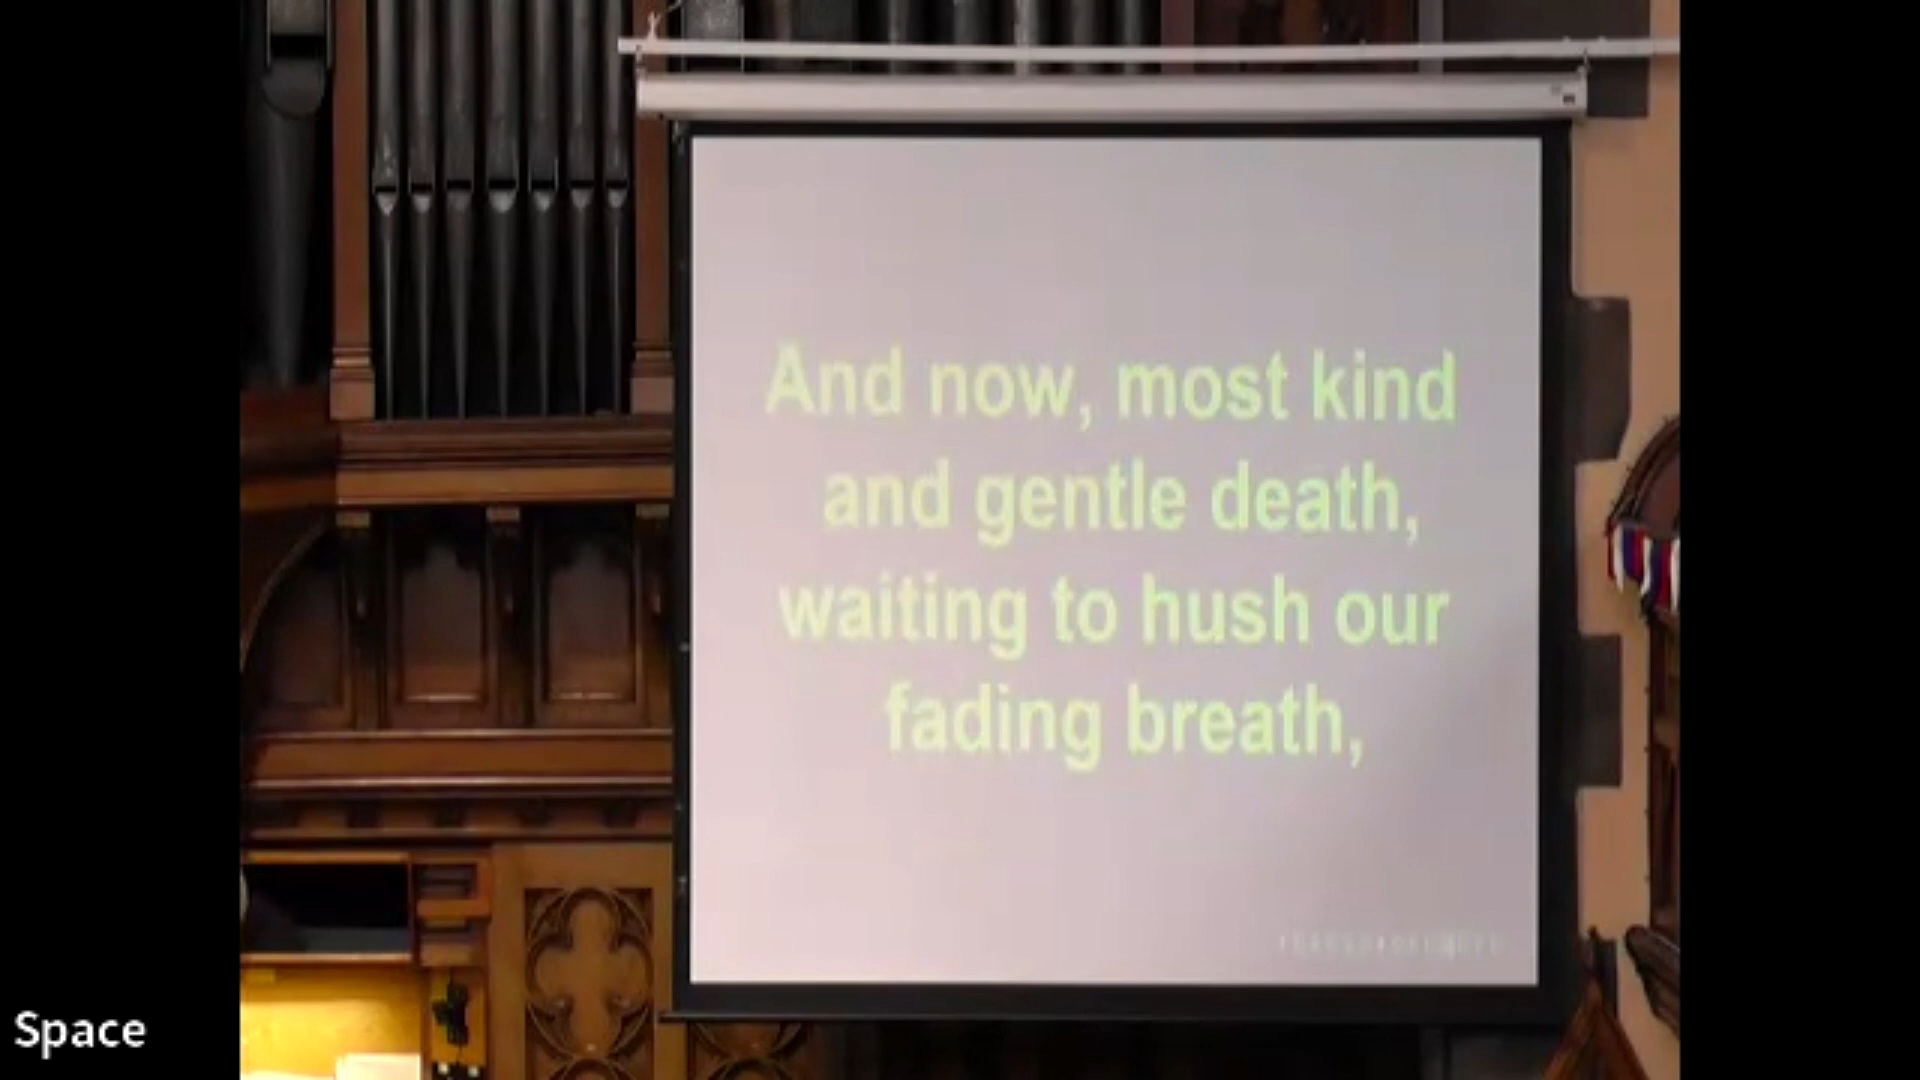 And now, most kind
and gentle death,
waiting to hush our
fading breath,
Space